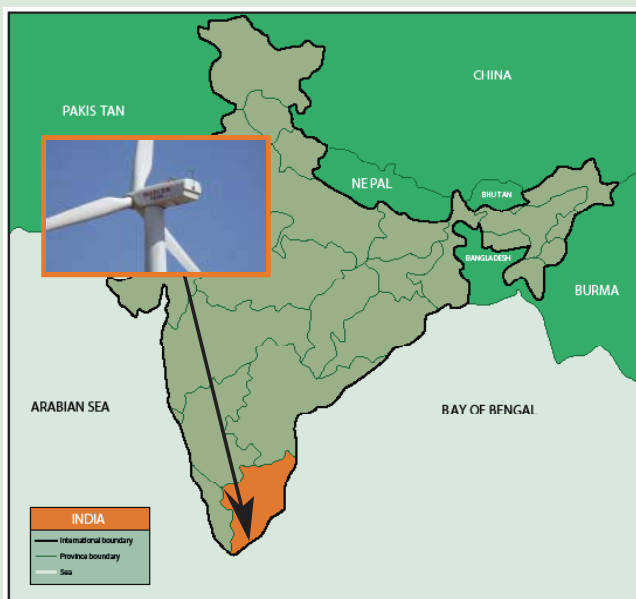 CHINA
PAKIS TAN
NEPAL
BHUTAN
BANGLADESH
BURMA
ARABIAN SEA
BAY OF BENGAL
INDIA
International boundary
Province boundary
Sea